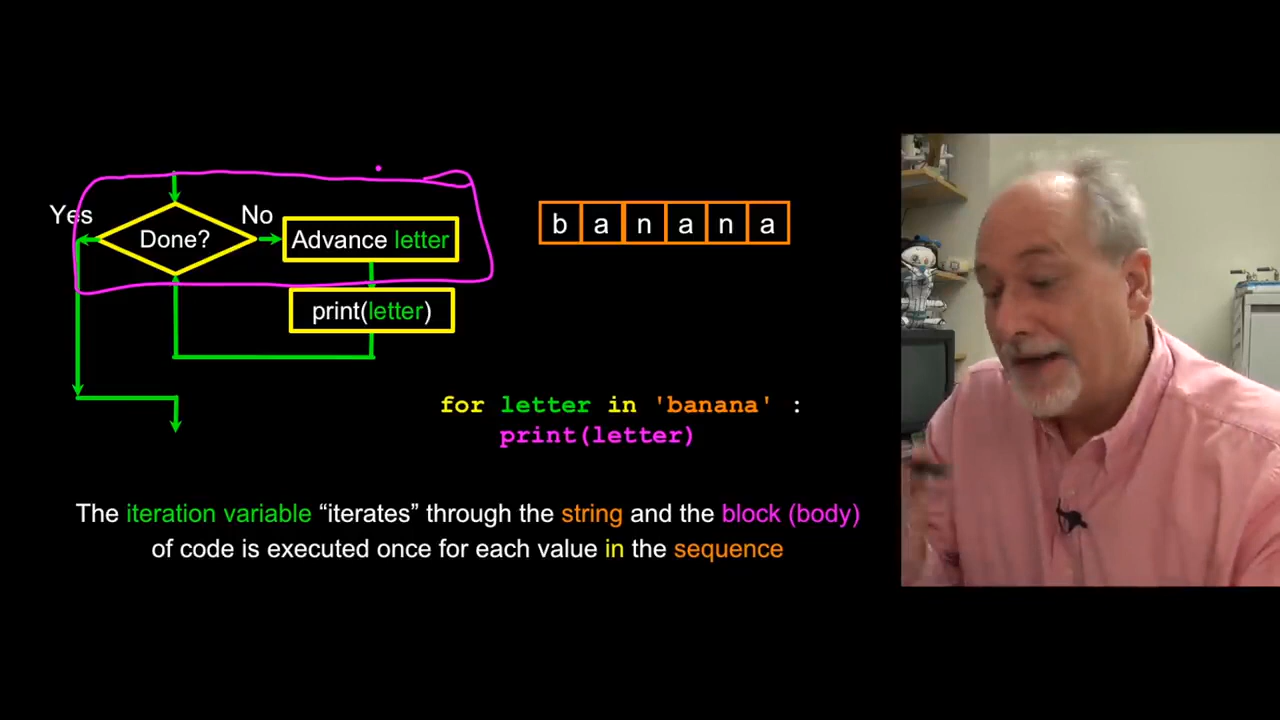 Yes
No
Done?
Advance letter
print(letter)
b a n a n a
for letter in 'banana' :
print(letter)
The iteration variable “iterates” through the string and the block (body)
of code is executed once for each value in the sequence